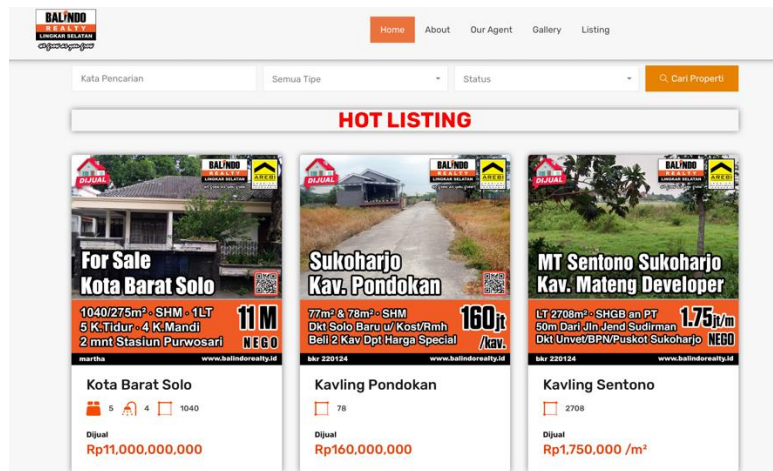 BALINDO
REALTY
LINGKAR SELATAN
Home About Our Agent Gallery Listing
Kata Pencarian Semua Tipe Status Cari Properti
HOT LISTING
DIJUAL
BALINDO
REALTY
LINGKAR SELATAN
AREBI
For Sale
Kota Barat Solo
1040/275m² - SHM - 1LT
5 K.Tidur - 4 K.Mandi
2 mnt Stasiun Purwosari
11 M
NEGO
martha www.balindorealty.id
Kota Barat Solo
5 4 1040
Dijual
Rp11,000,000,000
DIJUAL
BALINDO
REALTY
LINGKAR SELATAN
AREBI
Sukoharjo
Kav. Pondokan
77m² & 78m² - SHM
Dkt Solo Baru u/ Kost/Rmh
Beli 2 Kav Dpt Harga Special
160jt
/kav.
bkr 220124 www.balindorealty.id
Kavling Pondokan
78
Dijual
Rp160,000,000
DIJUAL
BALINDO
REALTY
LINGKAR SELATAN
AREBI
MT Sentono Sukoharjo
Kav. Mateng Developer
LT 2708m² - SHGB an PT
50m Dari Jln Jend Sudirman
Dkt Unvet/BPN/Puskot Sukoharjo
1.75jt/m
NEGO
bkr 220124 www.balindorealty.id
Kavling Sentono
2708
Dijual
Rp1,750,000 /m²